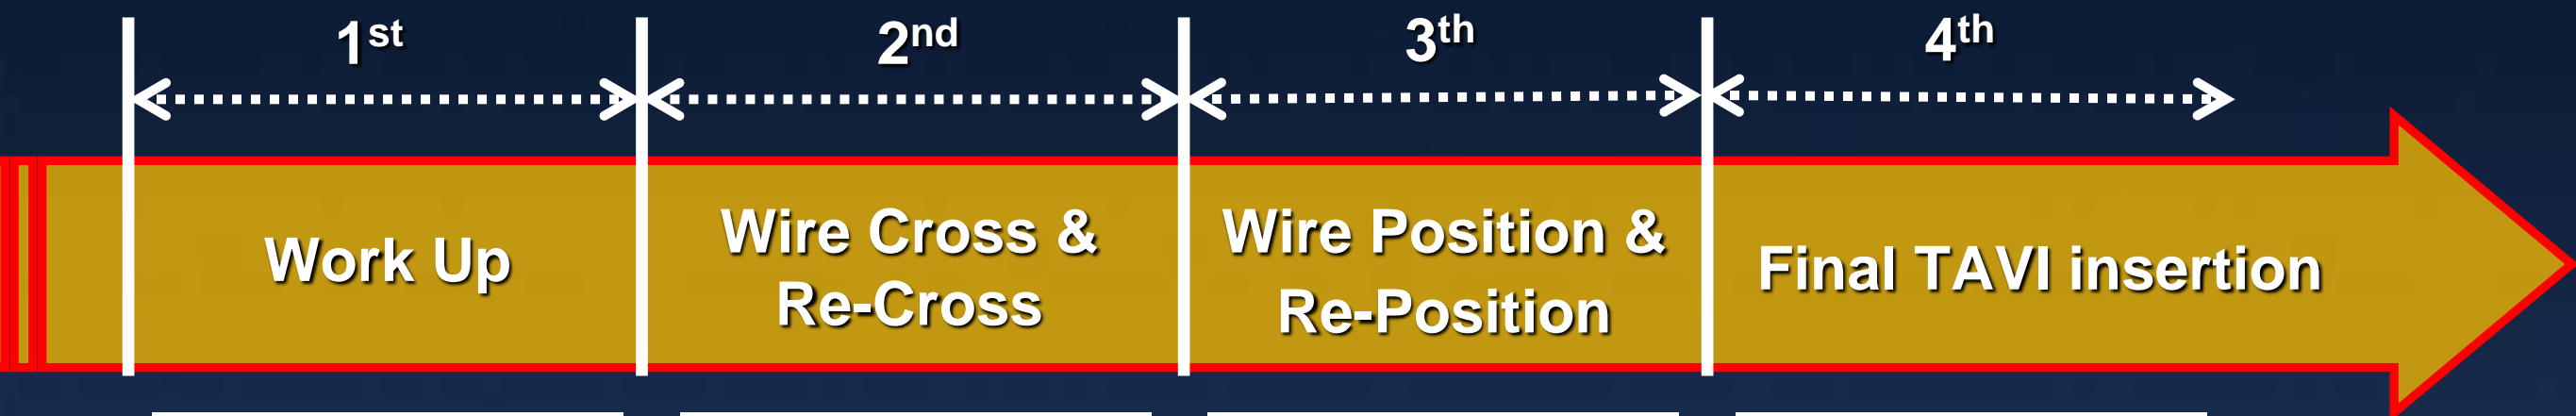 1st
2nd
3th
4th
Work Up
Wire Cross &
Re-Cross
Wire Position &
Re-Position
Final TAVI insertion